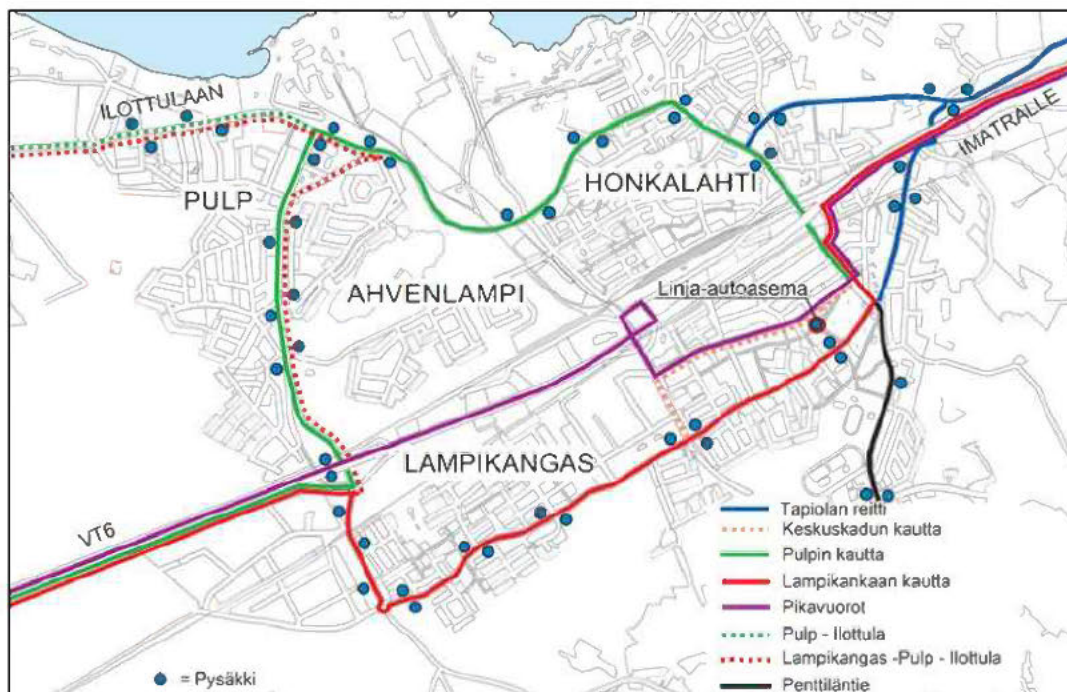 ILOTTULAAN
PULP
HONKALAHTI
IMATRALLE
AHVENLAMPI
Linja-autoasema
LAMPIKANGAS
VT6
Tapiolan reitti
Keskuskadun kautta
Pulpin kautta
Lampikankaan kautta
Pikavuorot
Pulp - Ilottula
Lampikangas -Pulp - Ilottula
Penttiläntie
= Pysäkki